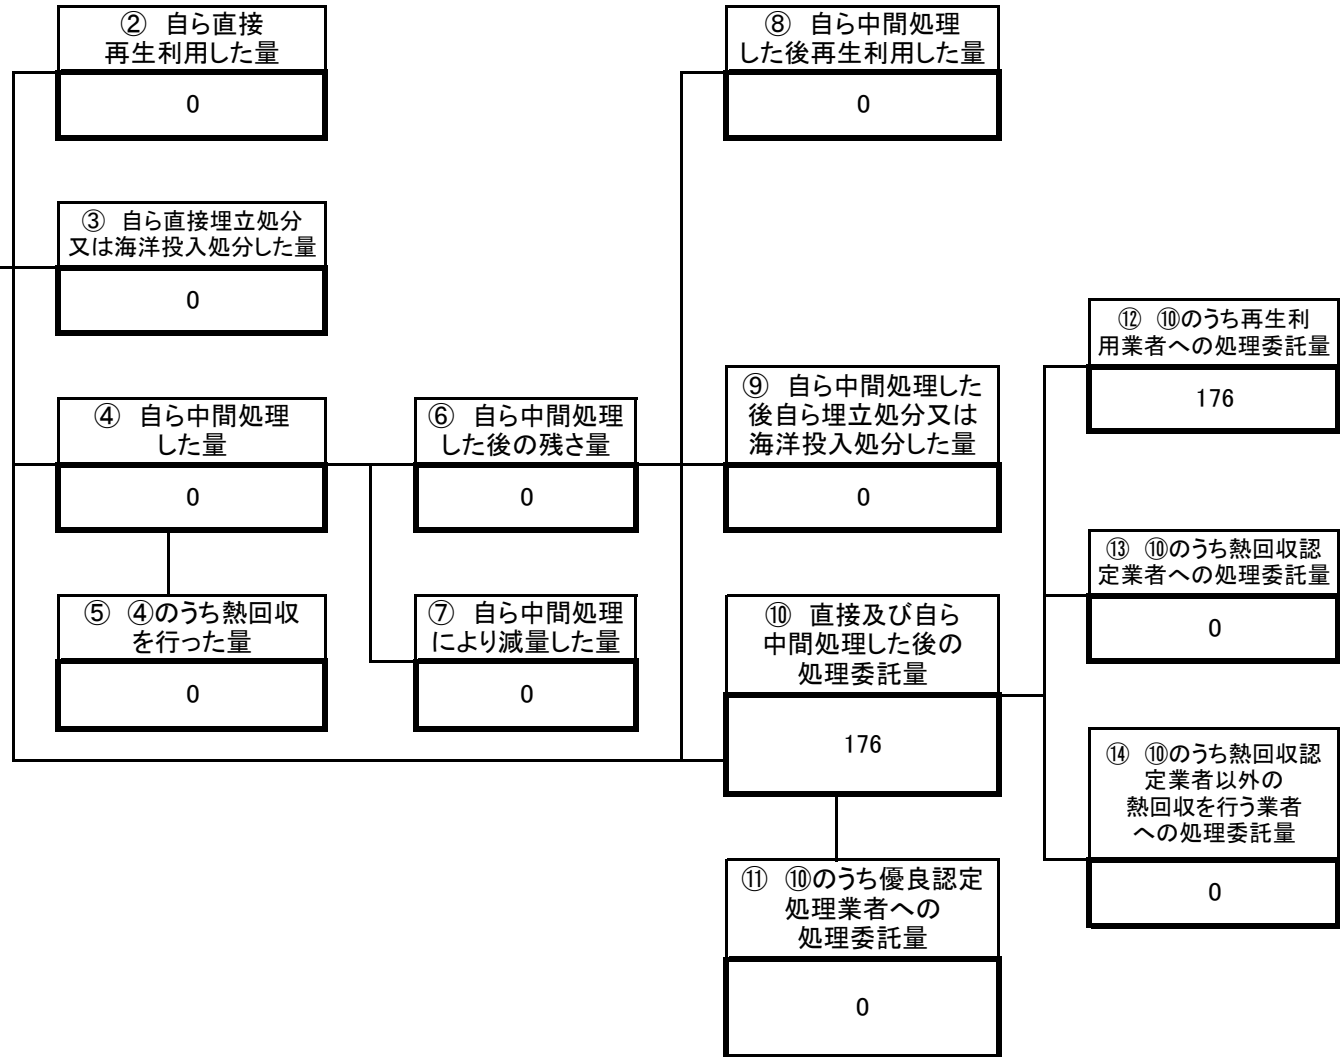 ② 自ら直接
再生利用した量
0
③ 自ら直接埋立処分
又は海洋投入処分した量
0
④ 自ら中間処理
した量
0
⑤ ④のうち熱回収
を行った量
0
⑥ 自ら中間処理
した後の残さ量
0
⑦ 自ら中間処理
により減量した量
0
⑧ 自ら中間処理
した後再生利用した量
0
⑨ 自ら中間処理した
後自ら埋立処分又は
海洋投入処分した量
0
⑩ 直接及び自ら
中間処理した後の
処理委託量
176
⑪ ⑩のうち優良認定
処理業者への
処理委託量
0
⑫ ⑩のうち再生利
用業者への処理委託量
176
⑬ ⑩のうち熱回収認
定業者への処理委託量
0
⑭ ⑩のうち熱回収認
定業者以外の
熱回収を行う業者
への処理委託量
0